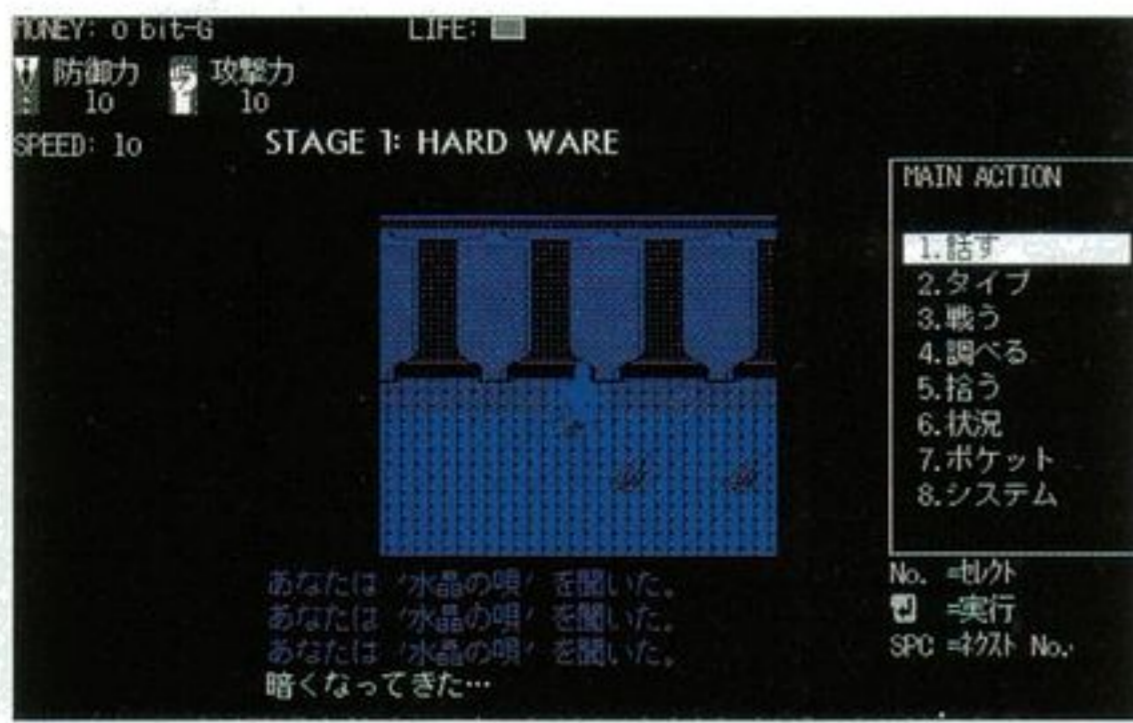 MONEY: 0 bit-G LIFE:
防御力 攻撃力
10 10
SPEED: 10 STAGE 1: HARD WARE
MAIN ACTION
1.話す
2.タイプ
3.戦う
4.調べる
5.拾う
6.状況
7.ポケット
8.システム
No. =ｾﾚｸﾄ
=実行
SPC =ﾈｸｽﾄ No.
あなたは '水晶の唄' を聞いた。
あなたは '水晶の唄' を聞いた。
あなたは '水晶の唄' を聞いた。
暗くなってきた…